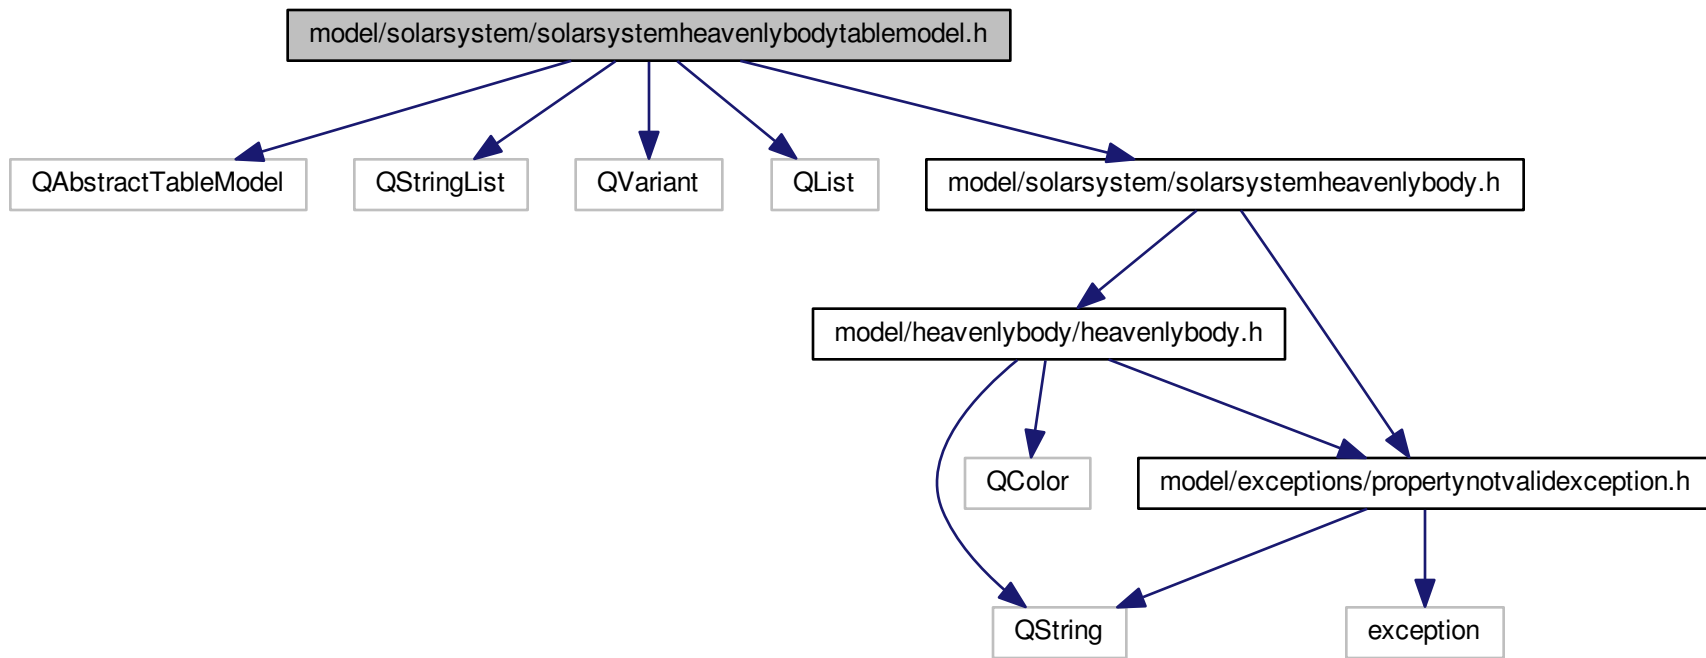 model/solarsystem/solarsystemheavenlybodytablemodel.h
QAbstractTableModel
QStringList
QVariant
QList
model/solarsystem/solarsystemheavenlybody.h
model/heavenlybody/heavenlybody.h
QColor
model/exceptions/propertynotvalidexception.h
QString
exception